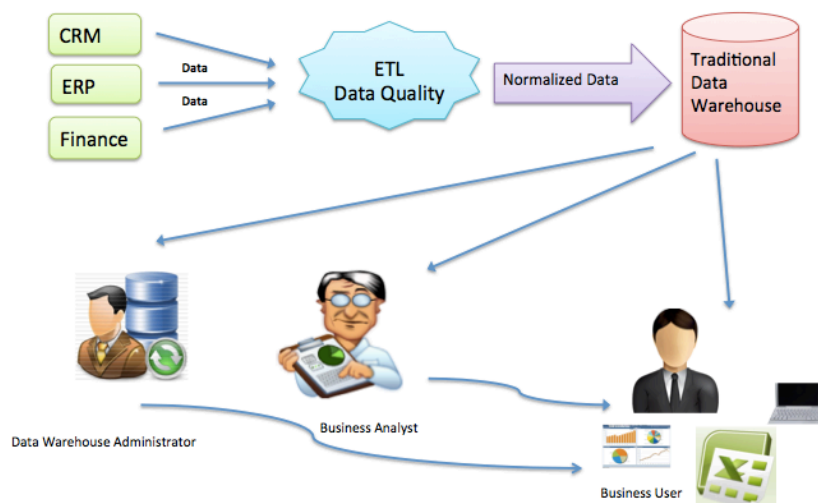 CRM
ERP
Finance
Data
Data
ETL
Data Quality
Normalized Data
Traditional
Data
Warehouse
Data Warehouse Administrator
Business Analyst
Business User